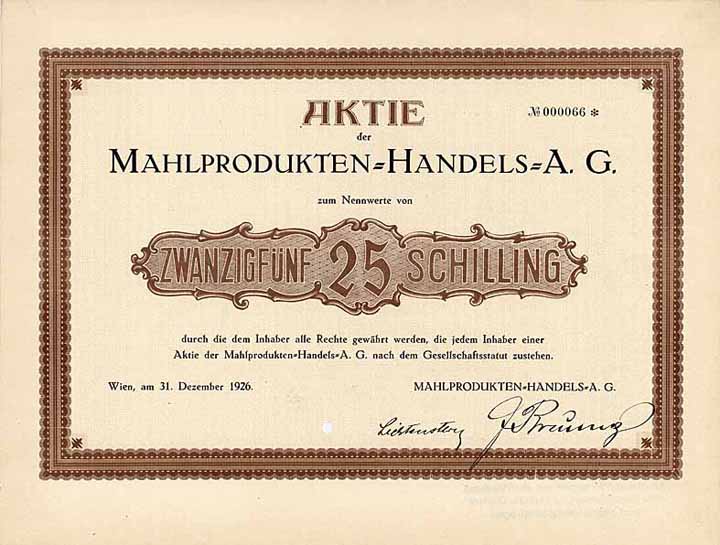 AKTIE
№ 000066 *
der
MAHLPRODUKTEN=HANDELS=A. G.
zum Nennwerte von
ZWANZIGFÜNF 25 SCHILLING
durch die dem Inhaber alle Rechte gewährt werden, die jedem Inhaber einer
Aktie der Mahlprodukten=Handels=A. G. nach dem Gesellschaftsstatut zustehen.
Wien, am 31. Dezember 1926.
MAHLPRODUKTEN=HANDELS=A. G.